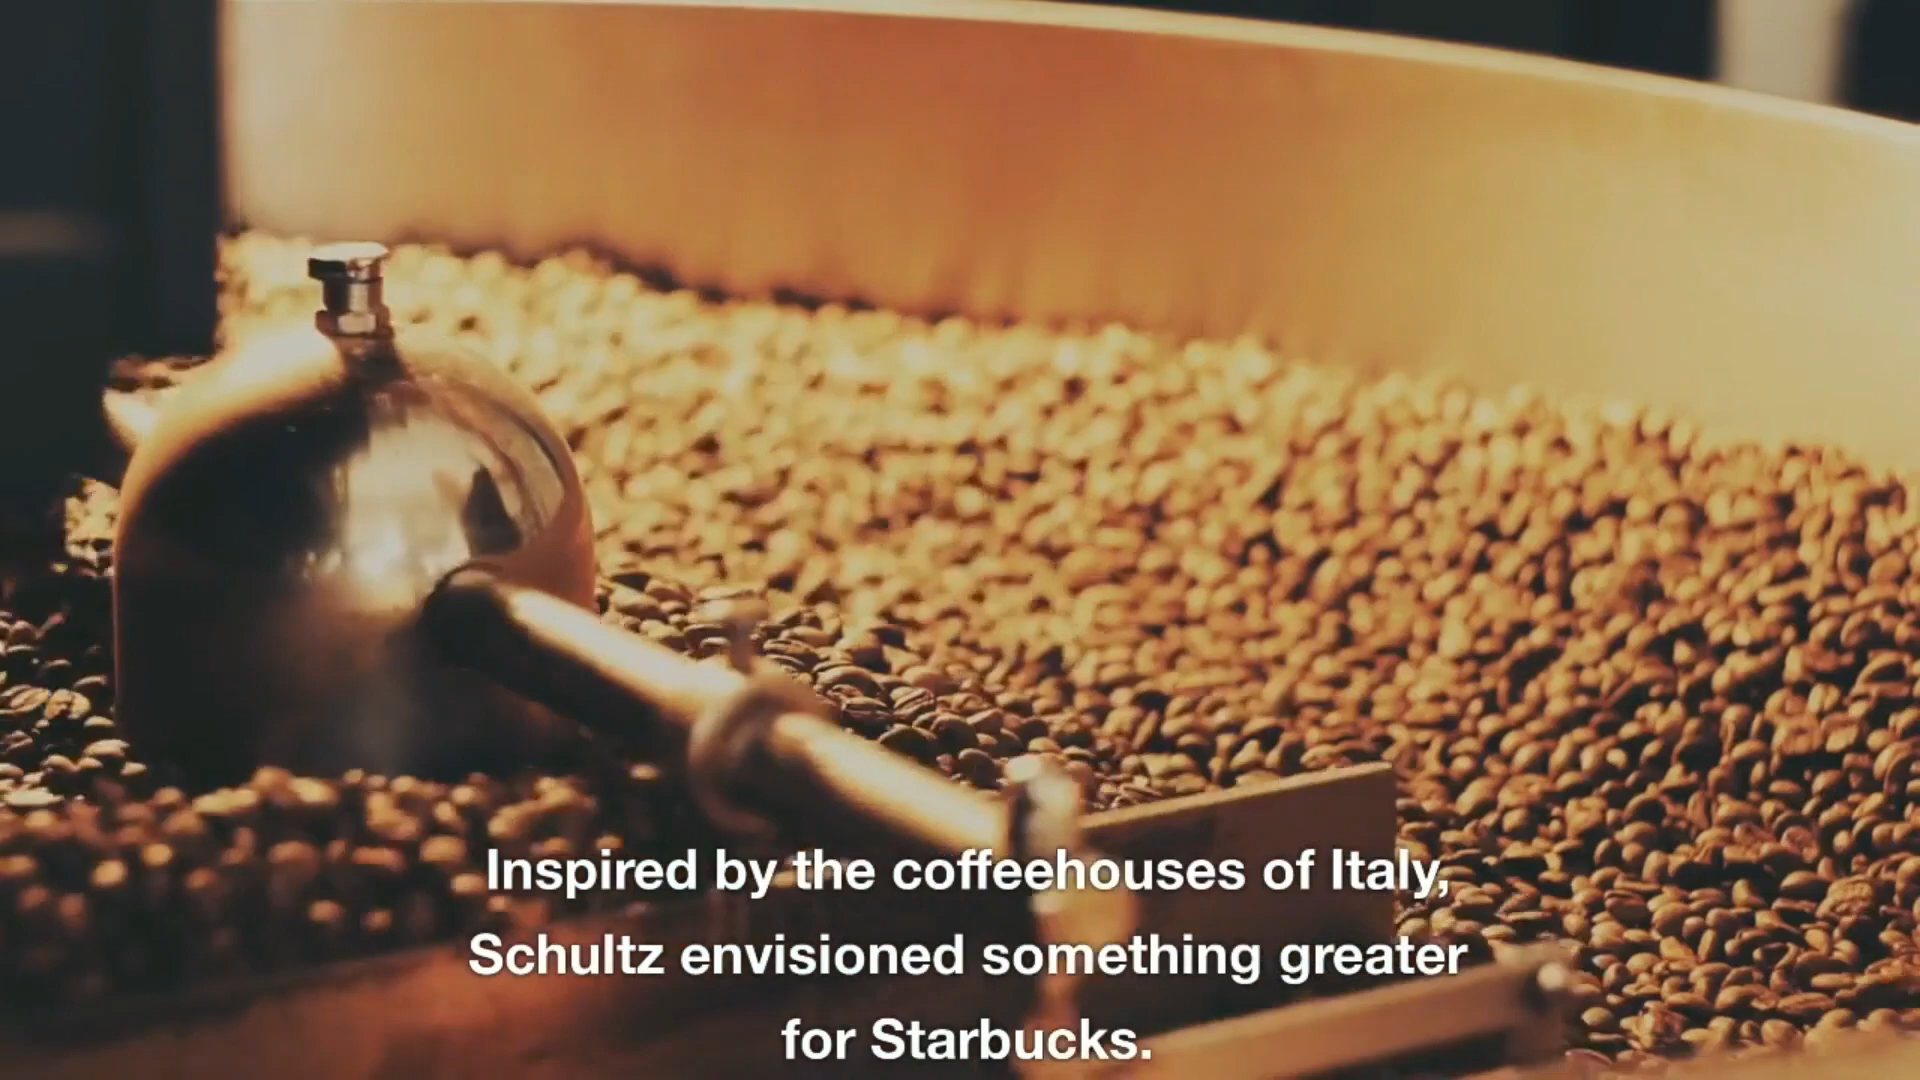 Inspired by the coffeehouses of Italy,
Schultz envisioned something greater
for Starbucks.